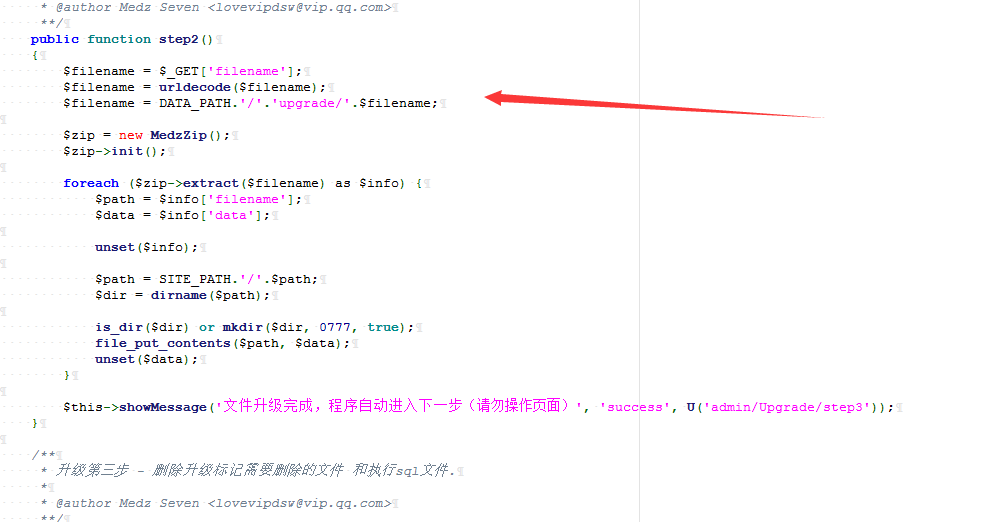 * @author Medz Seven <lovevipdsw@vip.qq.com>¶
**/¶
public function step2()¶
{¶
$filename = $_GET['filename'];¶
$filename = urldecode($filename);¶
$filename = DATA_PATH.'/'.'upgrade/'.$filename;¶
¶
$zip = new MedzZip();¶
$zip->init();¶
¶
foreach ($zip->extract($filename) as $info) {¶
$path = $info['filename'];¶
$data = $info['data'];¶
¶
unset($info);¶
¶
$path = SITE_PATH.'/'.$path;¶
$dir = dirname($path);¶
¶
is_dir($dir) or mkdir($dir, 0777, true);¶
file_put_contents($path, $data);¶
unset($data);¶
}¶
¶
$this->showMessage('文件升级完成，程序自动进入下一步（请勿操作页面）', 'success', U('admin/Upgrade/step3'));¶
}¶
¶
/**¶
* 升级第三步 - 删除升级标记需要删除的文件 和执行sql文件.¶
*¶
* @author Medz Seven <lovevipdsw@vip.qq.com>¶
**/¶